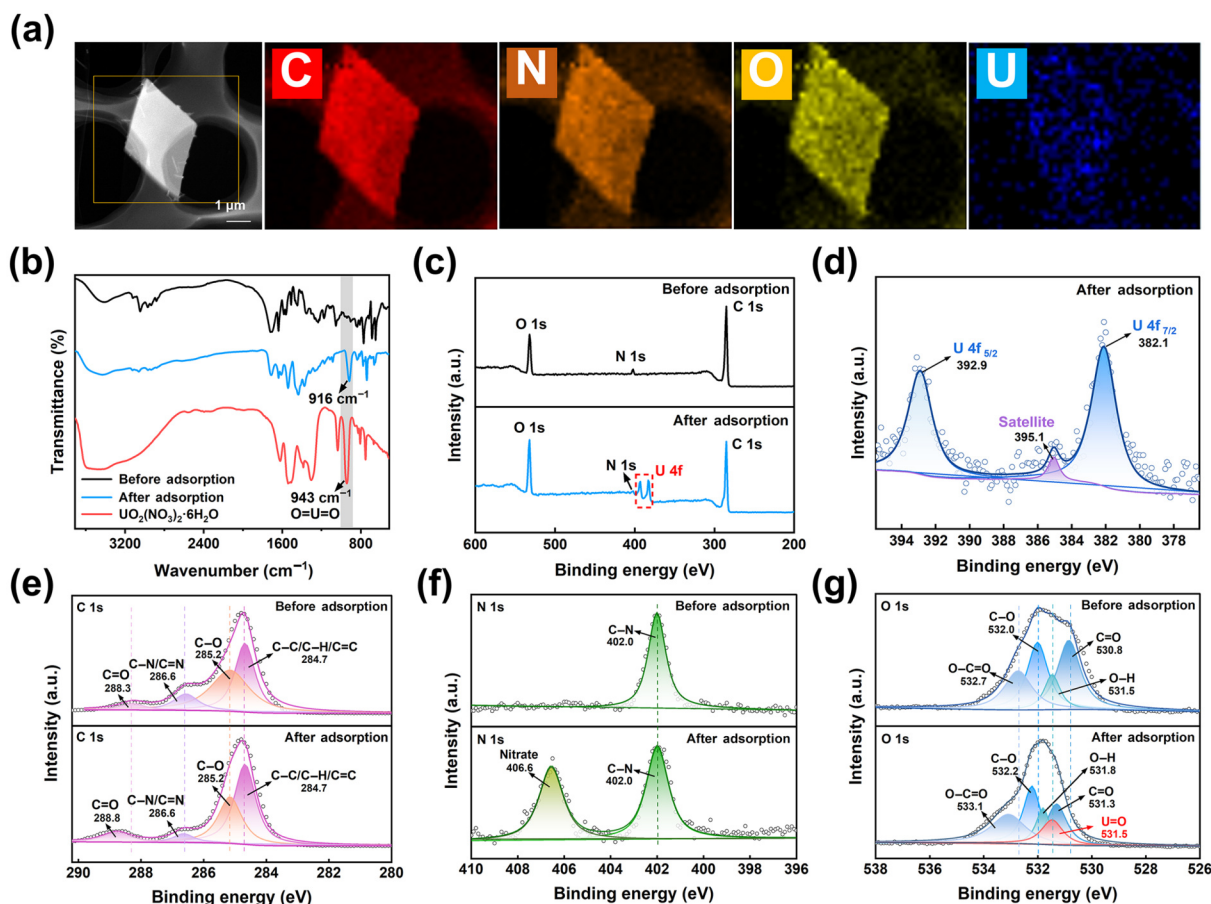 (a)
C
N
O
U
1 μm
(b)
Transmittance (%)
916 cm⁻¹
943 cm⁻¹
O=U=O
Before adsorption
After adsorption
UO₂(NO₃)₂·6H₂O
3200 2400 1600 800
Wavenumber (cm⁻¹)
(c)
Intensity (a.u.)
Before adsorption
C 1s
O 1s
N 1s
After adsorption
C 1s
O 1s
N 1s
U 4f
600 500 400 300 200
Binding energy (eV)
(d)
Intensity (a.u.)
After adsorption
U 4f 7/2
382.1
U 4f 5/2
392.9
Satellite
395.1
394 392 390 388 386 384 382 380 378 376
Binding energy (eV)
(e)
Intensity (a.u.)
C 1s
Before adsorption
C–O
285.2
C–C/C–H/C=C
284.7
C–N/C=N
286.6
C=O
288.3
C 1s
After adsorption
C–O
285.2
C–C/C–H/C=C
284.7
C–N/C=N
286.6
C=O
288.8
290 288 286 284 282 280
Binding energy (eV)
(f)
Intensity (a.u.)
N 1s
Before adsorption
C–N
402.0
N 1s
After adsorption
Nitrate
406.6
C–N
402.0
410 408 406 404 402 400 398 396
Binding energy (eV)
(g)
Intensity (a.u.)
O 1s
Before adsorption
C–O
532.0
C=O
530.8
O–C=O
532.7
O–H
531.5
O 1s
After adsorption
C–O
532.2
O–H
531.8
O–C=O
533.1
C=O
531.3
U=O
531.5
538 536 534 532 530 528 526
Binding energy (eV)